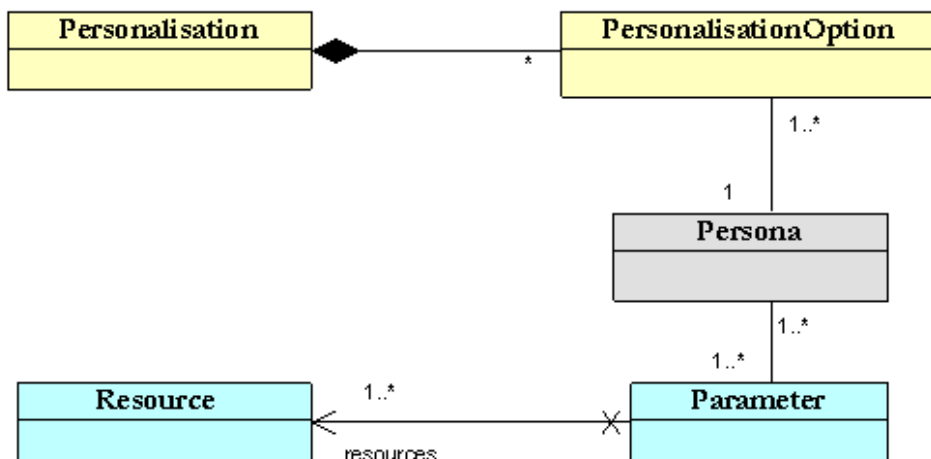 Personalisation
PersonalisationOption
*
1..*
1
Persona
1..*
1..*
Resource
1..*
Parameter
resources